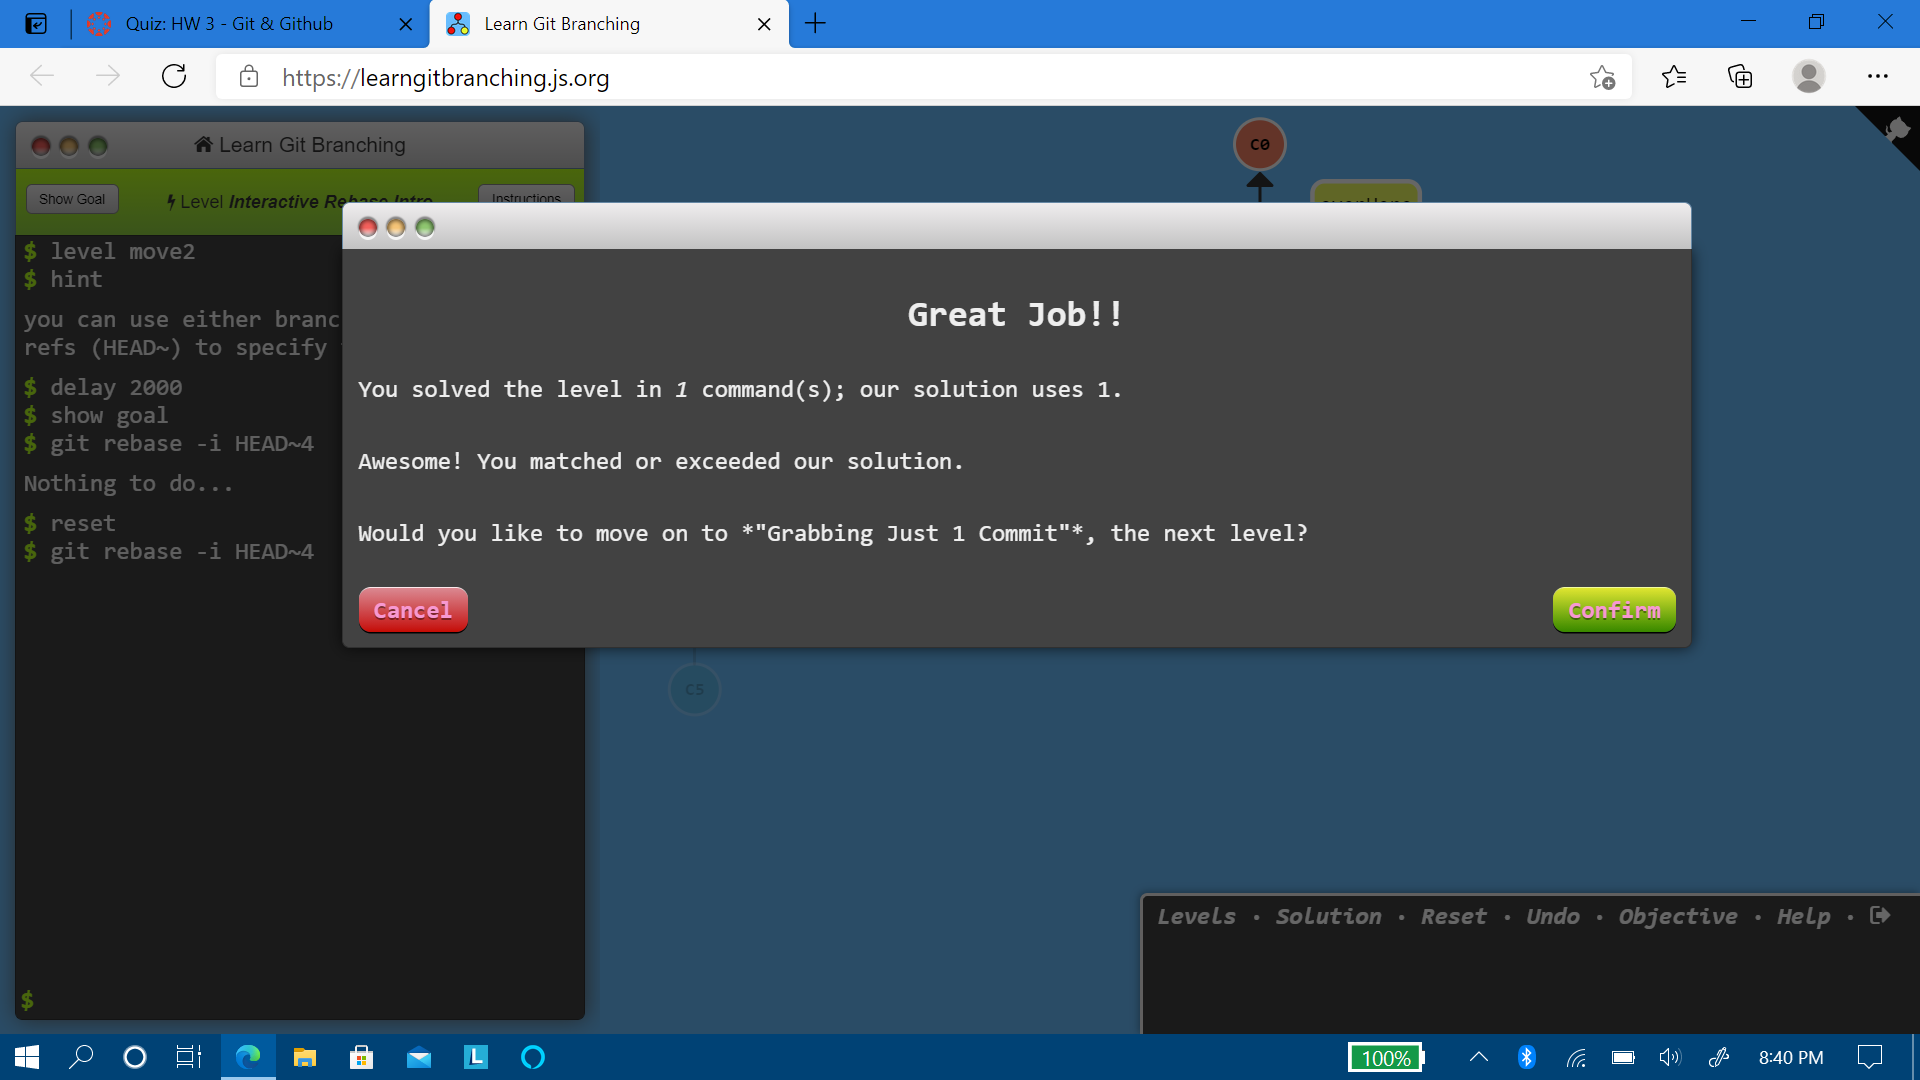 Quiz: HW 3 - Git & Github
Learn Git Branching
https://learngitbranching.js.org
Learn Git Branching
Show Goal
Level Interactive Rebase Intro
Instructions
C0
$ level move2
$ hint
you can use either branc
refs (HEAD~) to specify
$ delay 2000
$ show goal
$ git rebase -i HEAD~4
Nothing to do...
$ reset
$ git rebase -i HEAD~4
$
Great Job!!
You solved the level in 1 command(s); our solution uses 1.
Awesome! You matched or exceeded our solution.
Would you like to move on to *"Grabbing Just 1 Commit"*, the next level?
Cancel
Confirm
C5
Levels · Solution · Reset · Undo · Objective · Help ·
100%
8:40 PM